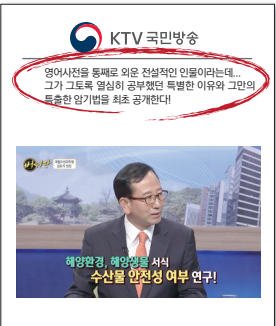 KTV 국민방송
영어사전을 통째로 외운 전설적인 인물이라는데...
그가 그토록 열심히 공부했던 특별한 이유와 그만의
특출한 암기법을 최초 공개한다!
해양환경, 해양생물 서식
수산물 안전성 여부 연구!